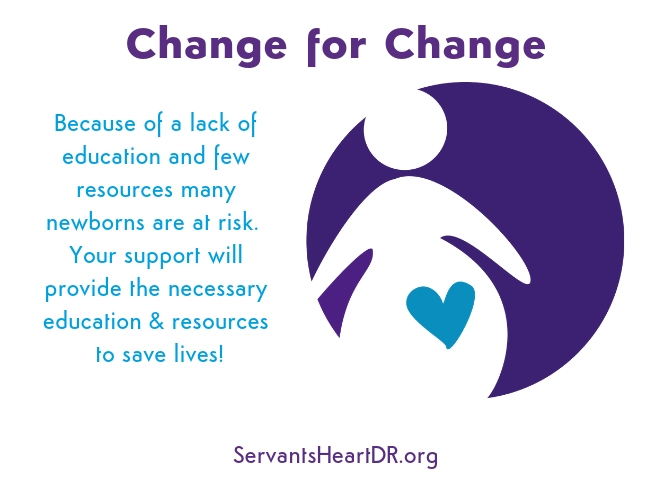 Change for Change
Because of a lack of
education and few
resources many
newborns are at risk.
Your support will
provide the necessary
education & resources
to save lives!
ServantsHeartDR.org